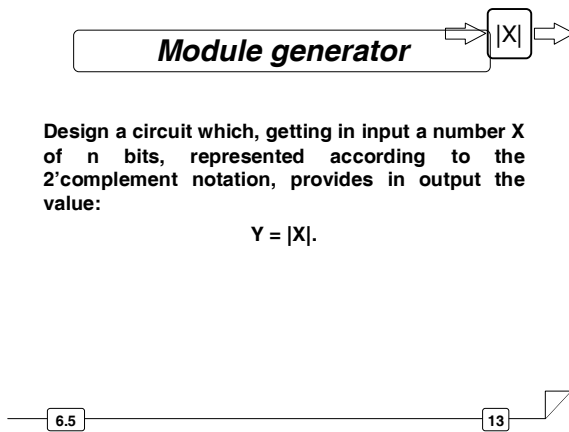 Module generator
|X|
Design a circuit which, getting in input a number X
of n bits, represented according to the
2'complement notation, provides in output the
value:
Y = |X|.
6.5
13